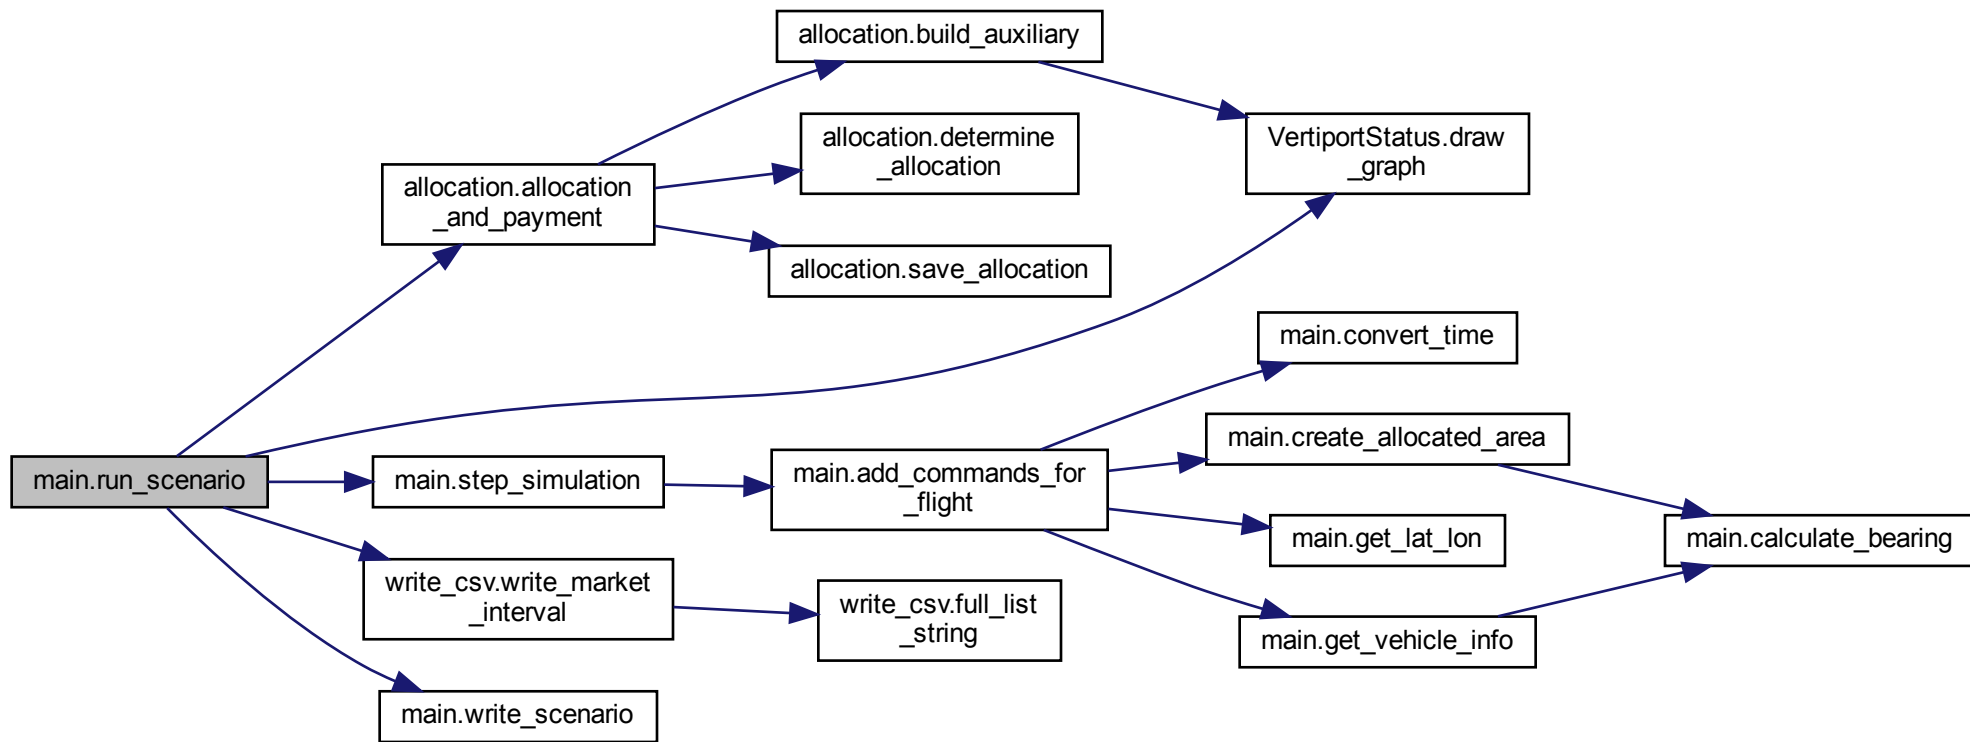 main.run_scenario
allocation.allocation
_and_payment
allocation.build_auxiliary
VertiportStatus.draw
_graph
allocation.determine
_allocation
allocation.save_allocation
main.step_simulation
main.add_commands_for
_flight
main.convert_time
main.create_allocated_area
main.calculate_bearing
main.get_lat_lon
main.get_vehicle_info
write_csv.write_market
_interval
write_csv.full_list
_string
main.write_scenario